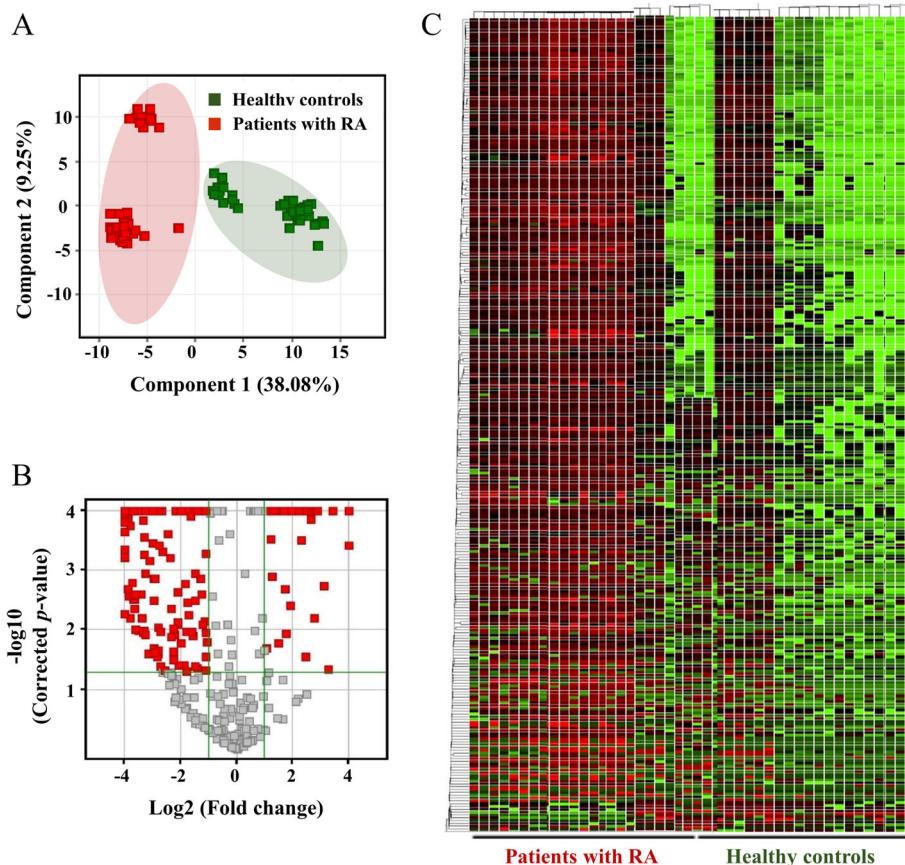 A
Healthy controls
Patients with RA
10
5
0
-5
-10
Component 2 (9.25%)
-10
-5
0
5
10
15
Component 1 (38.08%)
B
4
3
2
1
-log10
(Corrected p-value)
-4
-2
0
2
4
Log2 (Fold change)
C
Patients with RA
Healthy controls